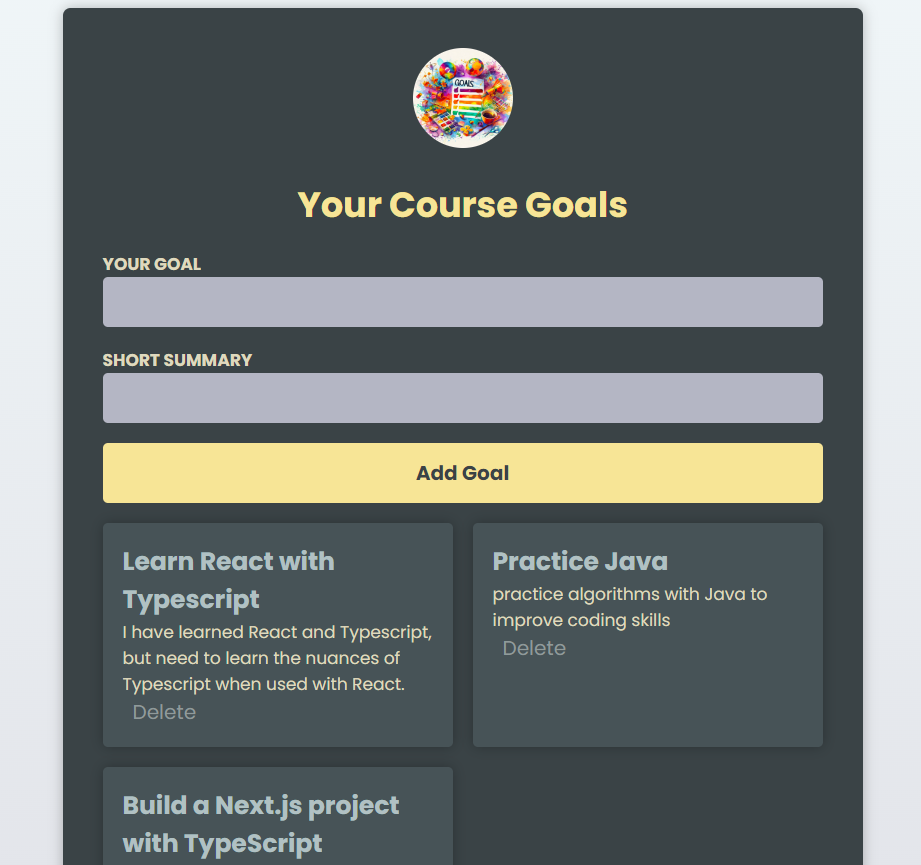 GOALS
Your Course Goals
YOUR GOAL
SHORT SUMMARY
Add Goal
Learn React with
Typescript
I have learned React and Typescript,
but need to learn the nuances of
Typescript when used with React.
Delete
Practice Java
practice algorithms with Java to
improve coding skills
Delete
Build a Next.js project
with TypeScript